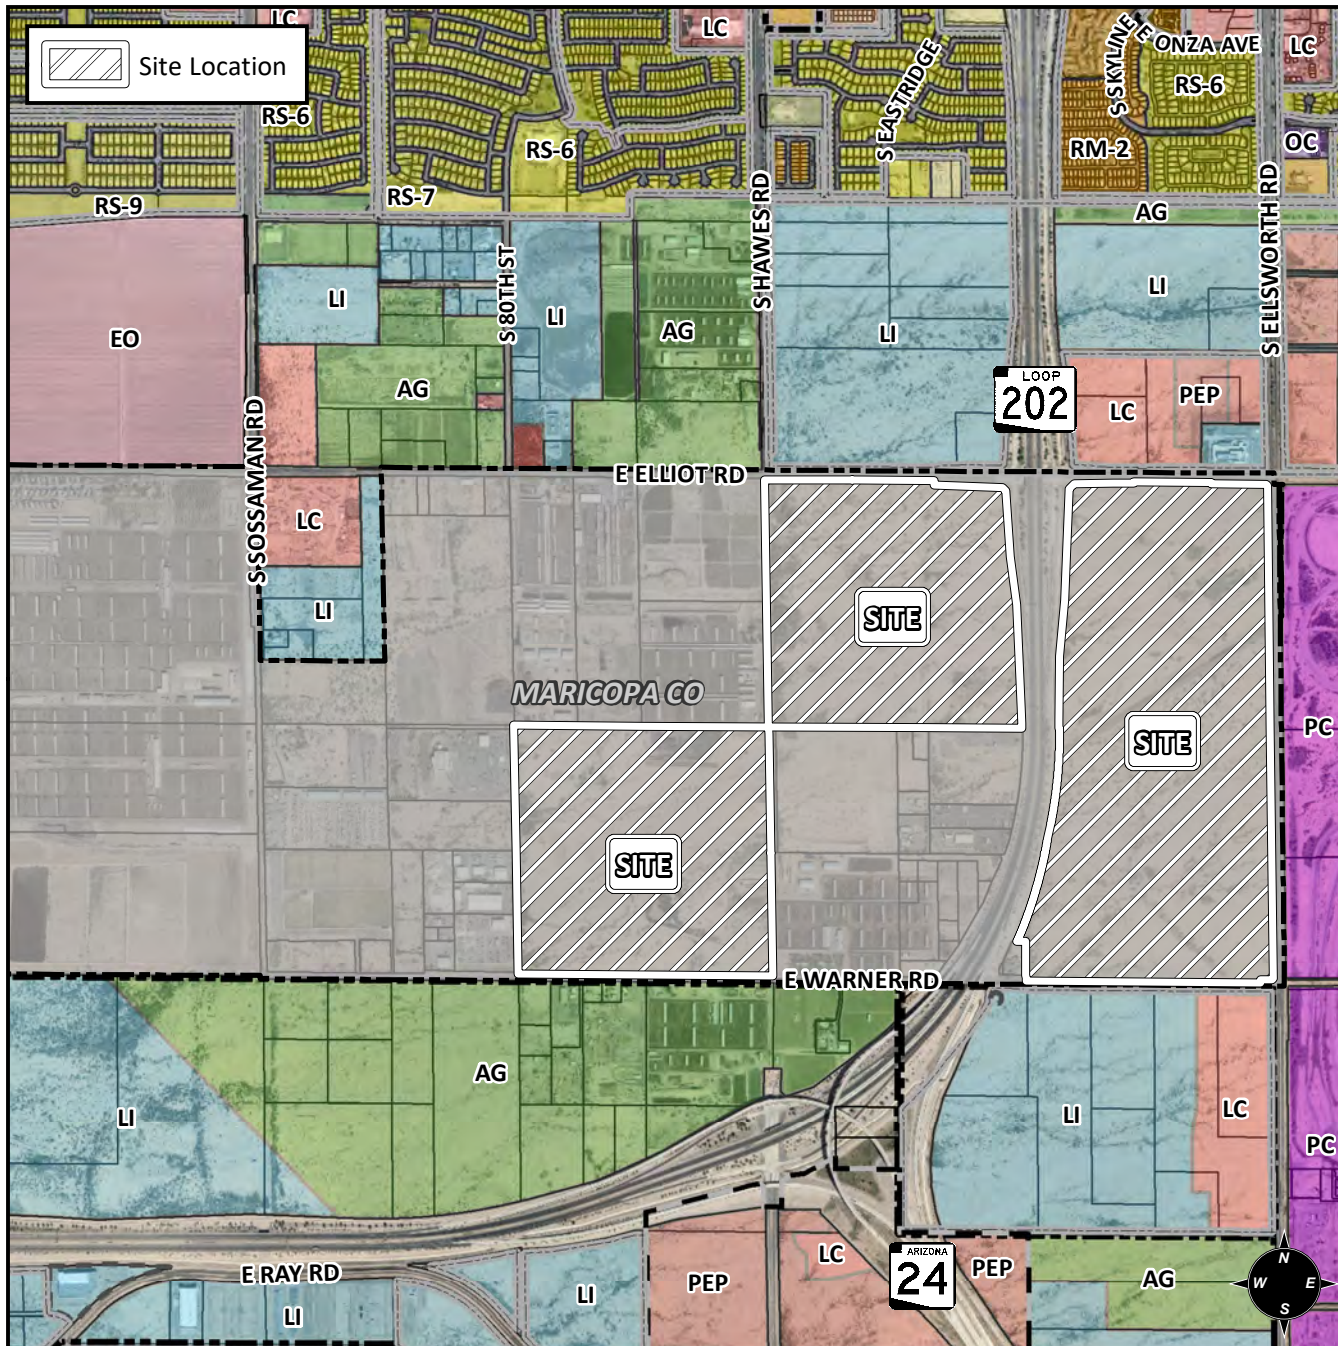 LC
LC
S SKYLINE
E ONZA AVE
LC
Site Location
S EASTRIDGE
RS-6
RS-6
RS-6
RM-2
OC
RS-7
RS-9
S HAWES RD
S ELLSWORTH RD
AG
S 80TH ST
LI
LI
LI
EO
AG
LI
AG
LOOP
202
LC
PEP
S SOSSAMAN RD
E ELLIOT RD
LC
LI
SITE
MARICOPA CO
SITE
PC
SITE
E WARNER RD
AG
LI
LI
LC
PC
E RAY RD
LI
LI
PEP
LC
ARIZONA
24
PEP
AG
N
W E
S